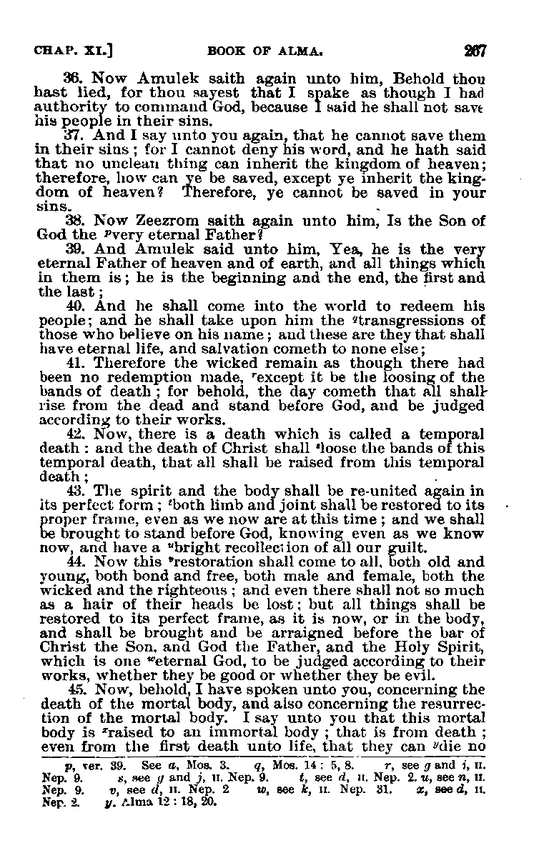 CHAP. XI.] BOOK OF ALMA. 267
36. Now Amulek saith again unto him, Behold thou
hast lied, for thou sayest that I spake as though I had
authority to command God, because I said he shall not save
his people in their sins.
37. And I say unto you again, that he cannot save them
in their sins ; for I cannot deny his word, and he hath said
that no unclean thing can inherit the kingdom of heaven;
therefore, how can ye be saved, except ye inherit the king-
dom of heaven? Therefore, ye cannot be saved in your
sins.
38. Now Zeezrom saith again unto him, Is the Son of
God the pvery eternal Father?
39. And Amulek said unto him, Yea, he is the very
eternal Father of heaven and of earth, and all things which
in them is; he is the beginning and the end, the first and
the last ;
40. And he shall come into the world to redeem his
people; and he shall take upon him the qtransgressions of
those who believe on his name; and these are they that shall
have eternal life, and salvation cometh to none else;
41. Therefore the wicked remain as though there had
been no redemption made, rexcept it be the loosing of the
bands of death ; for behold, the day cometh that all shall
rise from the dead and stand before God, and be judged
according to their works.
42. Now, there is a death which is called a temporal
death : and the death of Christ shall sloose the bands of this
temporal death, that all shall be raised from this temporal
death ;
43. The spirit and the body shall be re-united again in
its perfect form ; tboth limb and joint shall be restored to its
proper frame, even as we now are at this time ; and we shall
be brought to stand before God, knowing even as we know
now, and have a ubright recollection of all our guilt.
44. Now this vrestoration shall come to all, both old and
young, both bond and free, both male and female, both the
wicked and the righteous ; and even there shall not so much
as a hair of their heads be lost; but all things shall be
restored to its perfect frame, as it is now, or in the body,
and shall be brought and be arraigned before the bar of
Christ the Son, and God the Father, and the Holy Spirit,
which is one weternal God, to be judged according to their
works, whether they be good or whether they be evil.
45. Now, behold, I have spoken unto you, concerning the
death of the mortal body, and also concerning the resurrec-
tion of the mortal body. I say unto you that this mortal
body is xraised to an immortal body ; that is from death ;
even from the first death unto life, that they can ydie no
p, ver. 39. See a, Mos. 3. q, Mos. 14 : 5, 8. r, see g and i, II.
Nep. 9. s, see g and j, II. Nep. 9. t, see d, II. Nep. 2. u, see n, II.
Nep. 9. v, see d, II. Nep. 2 w, see k, II. Nep. 31. x, see d, II.
Nep. 2. y. Alma 12 : 18, 20.